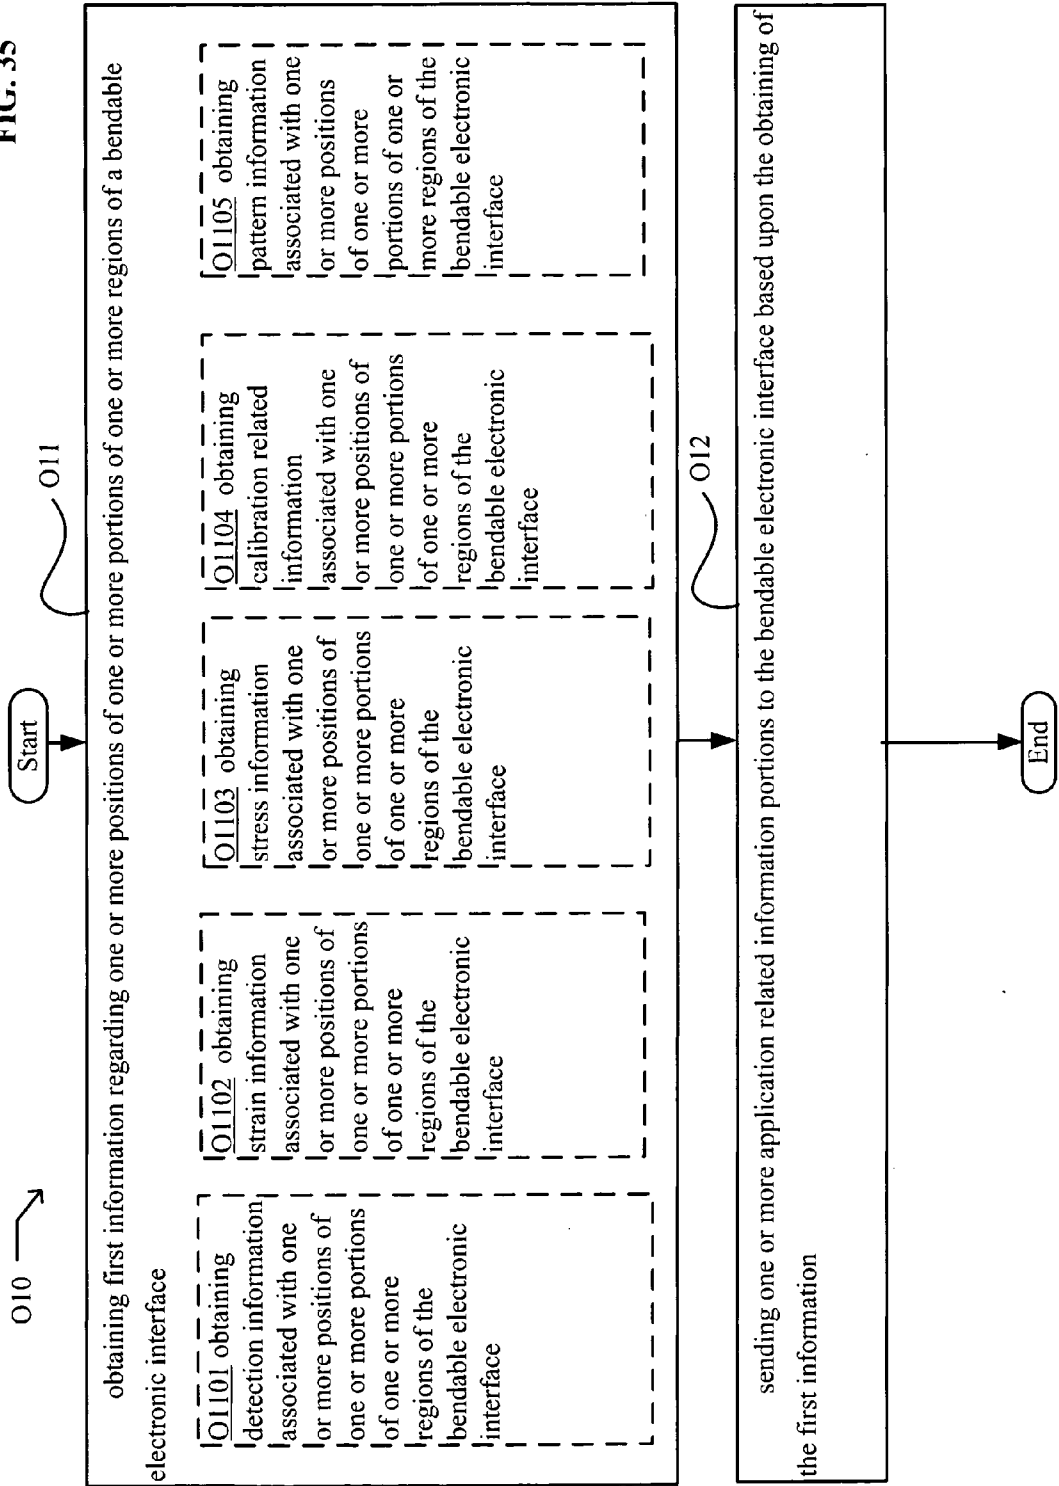 FIG. 35
O10
Start
O11
obtaining first information regarding one or more positions of one or more portions of one or more regions of a bendable
electronic interface
O1101 obtaining
detection information
associated with one
or more positions of
one or more portions
of one or more
regions of the
bendable electronic
interface
O1102 obtaining
strain information
associated with one
or more positions of
one or more portions
of one or more
regions of the
bendable electronic
interface
O1103 obtaining
stress information
associated with one
or more positions of
one or more portions
of one or more
regions of the
bendable electronic
interface
O1104 obtaining
calibration related
information
associated with one
or more positions of
one or more portions
of one or more
regions of the
bendable electronic
interface
O1105 obtaining
pattern information
associated with one
or more positions
of one or more
portions of one or
more regions of the
bendable electronic
interface
O12
sending one or more application related information portions to the bendable electronic interface based upon the obtaining of
the first information
End